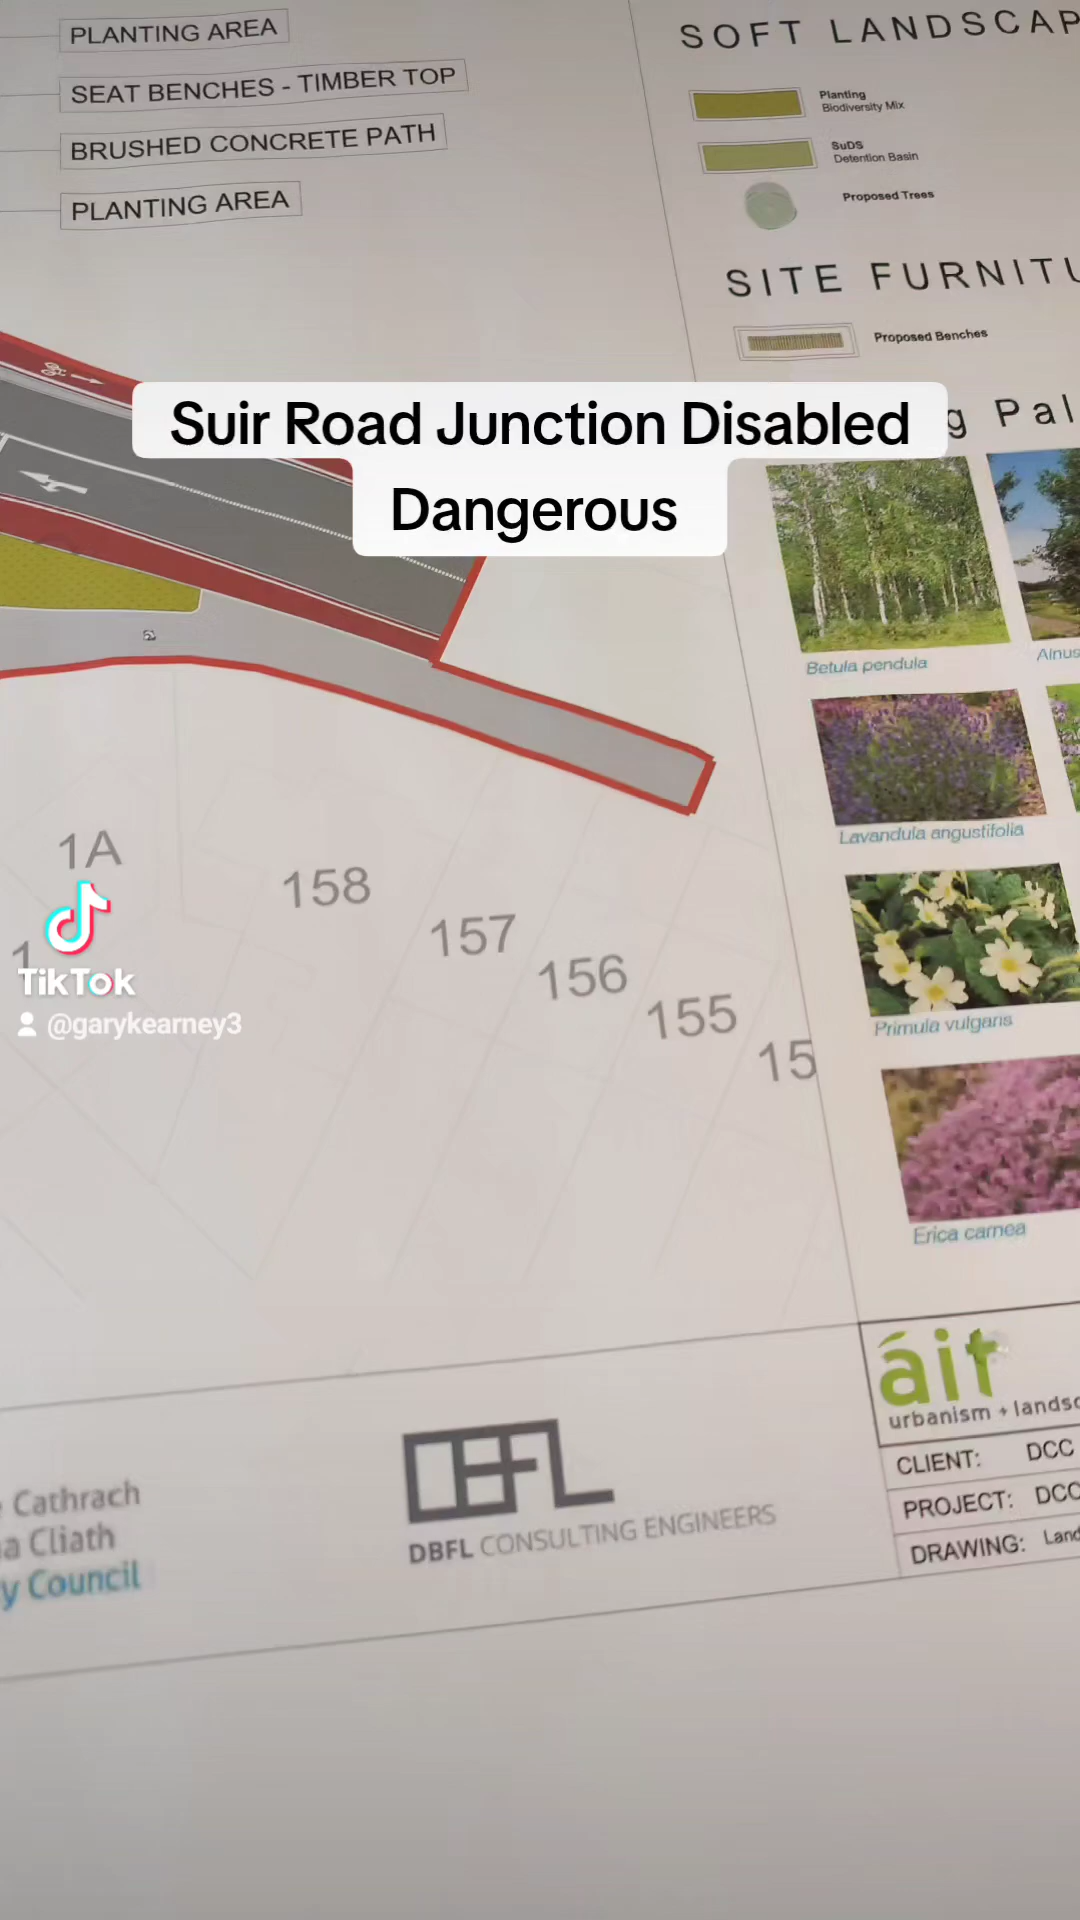 PLANTING AREA
SEAT BENCHES - TIMBER TOP
BRUSHED CONCRETE PATH
PLANTING AREA
SOFT LANDSCAP
Planting
Biodiversity Mix
SuDS
Detention Basin
Proposed Trees
SITE FURNITU
Proposed Benches
Suir Road Junction Disabled
Dangerous
g Pal
Betula pendula
Alnus
Lavandula angustifolia
Primula vulgaris
Erica carnea
1A
158
157
156
155
15
1
TikTok
@garykearney3
Cathrach
a Cliath
y Council
DBFL
DBFL CONSULTING ENGINEERS
áit
urbanism + landsc
CLIENT: DCC
PROJECT: DCC
DRAWING: Land